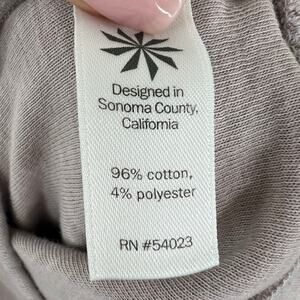 Designed in
Sonoma County,
California
96% cotton,
4% polyester
RN #54023